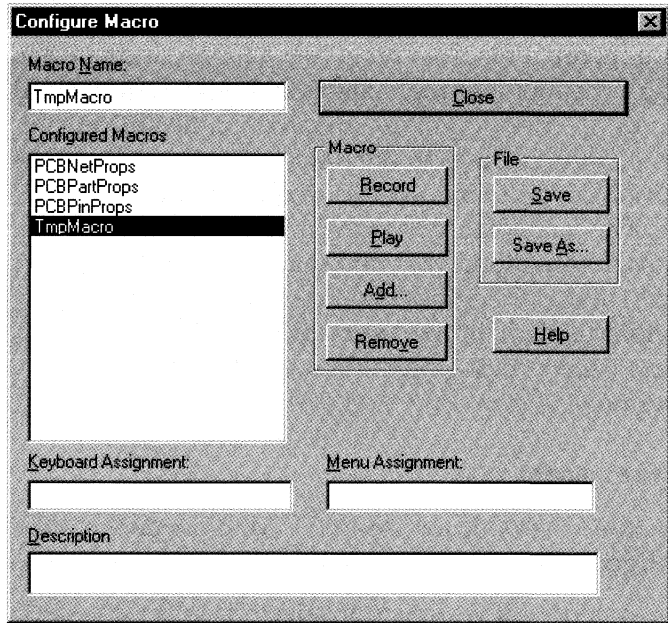 Configure Macro
Macro Name:
TmpMacro
Close
Configured Macros
PCBNetProps
PCBPartProps
PCBPinProps
TmpMacro
Macro
Record
Play
Add...
Remove
File
Save
Save As...
Help
Keyboard Assignment:
Menu Assignment:
Description